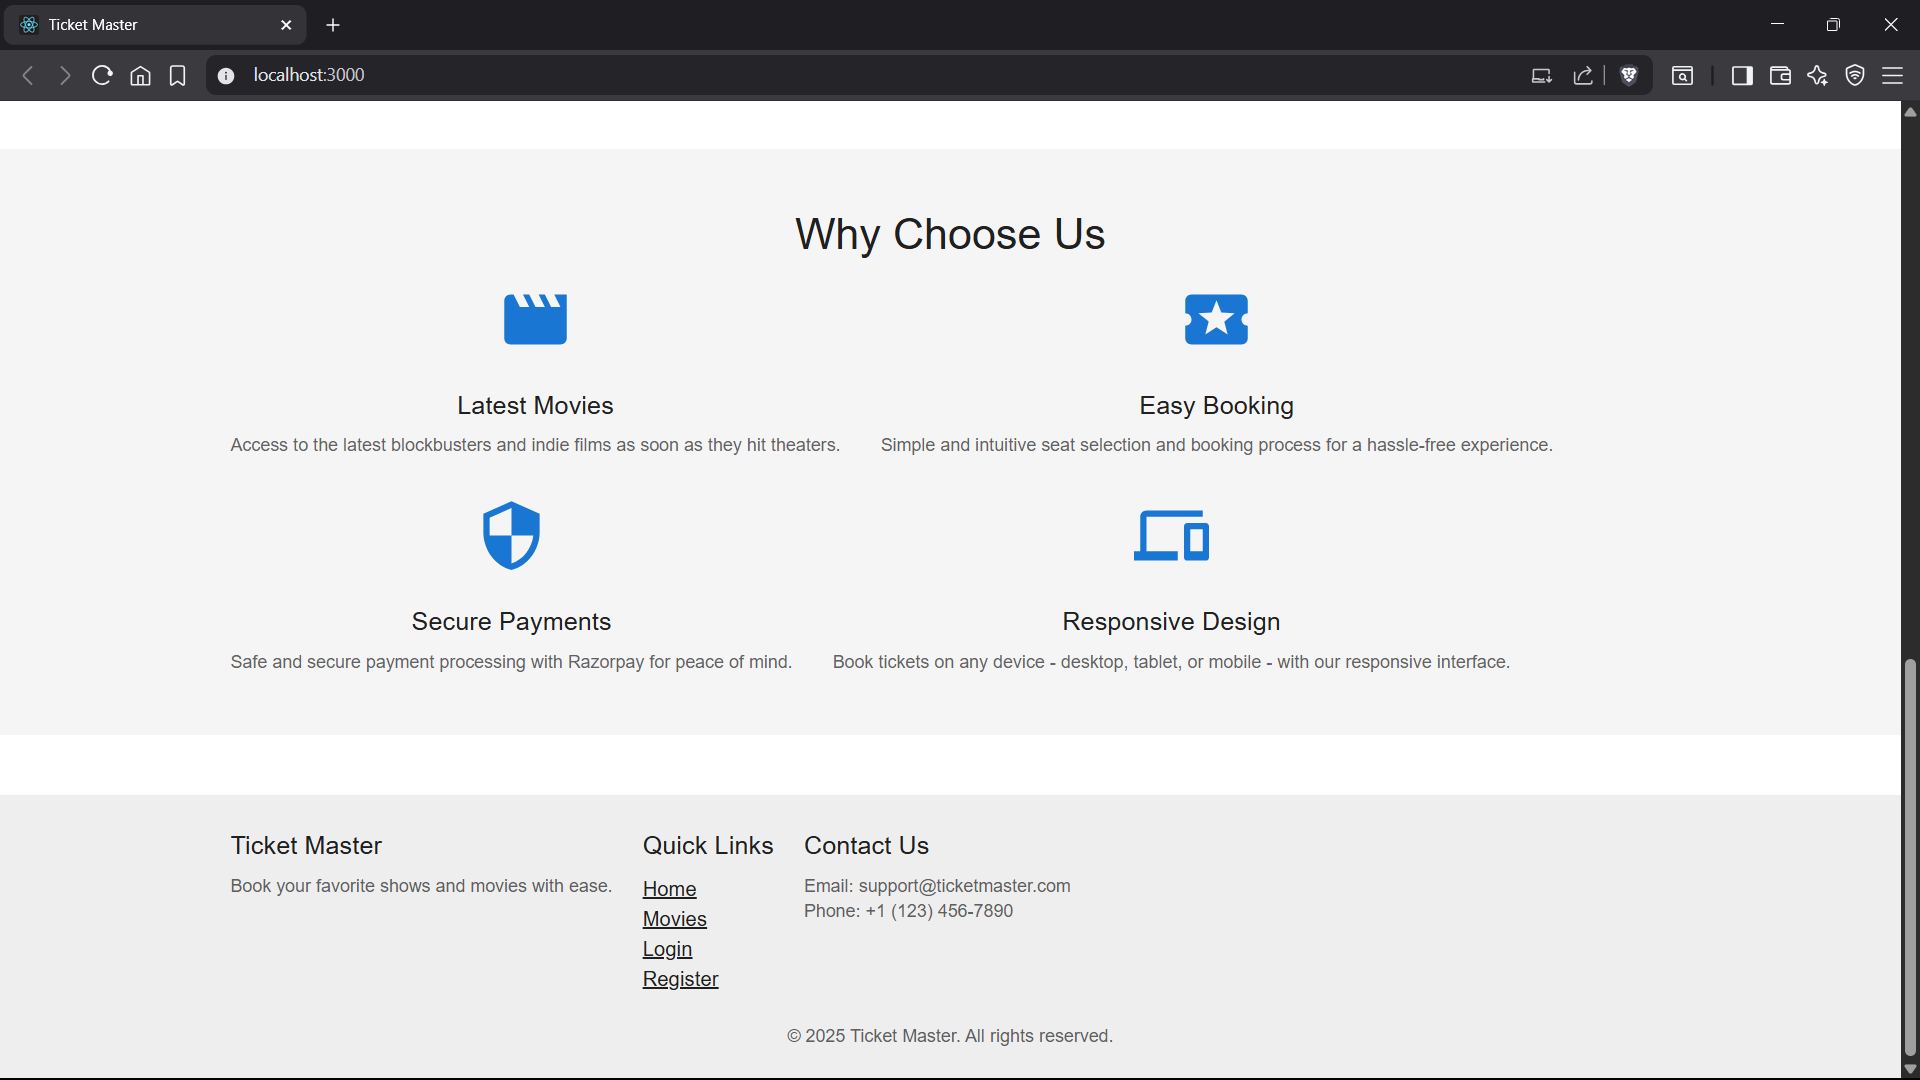 Ticket Master
localhost:3000
Why Choose Us
Latest Movies
Access to the latest blockbusters and indie films as soon as they hit theaters.
Easy Booking
Simple and intuitive seat selection and booking process for a hassle-free experience.
Secure Payments
Safe and secure payment processing with Razorpay for peace of mind.
Responsive Design
Book tickets on any device - desktop, tablet, or mobile - with our responsive interface.
Ticket Master
Book your favorite shows and movies with ease.
Quick Links
Home
Movies
Login
Register
Contact Us
Email: support@ticketmaster.com
Phone: +1 (123) 456-7890
© 2025 Ticket Master. All rights reserved.